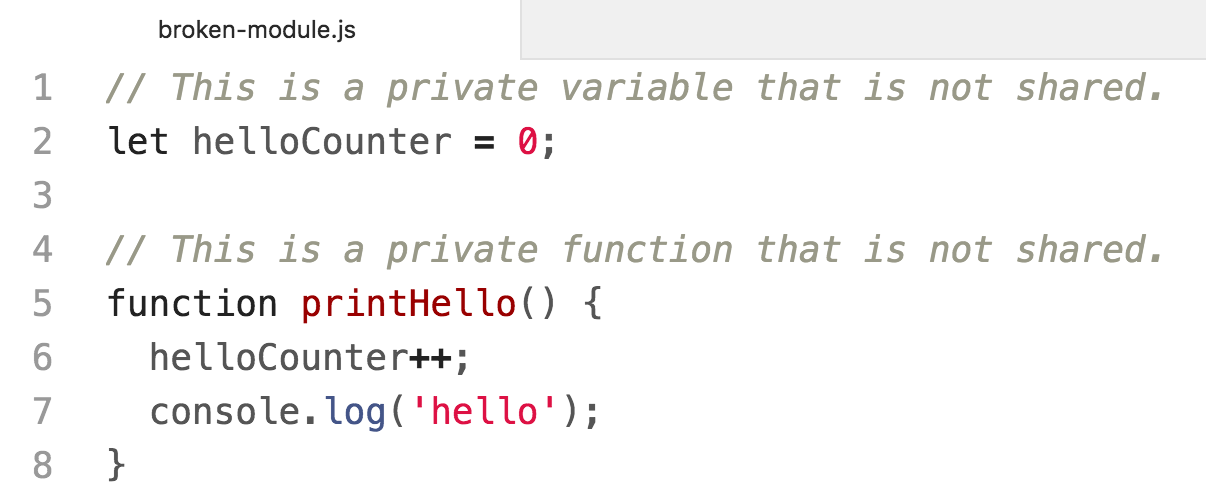 broken-module.js
1 // This is a private variable that is not shared.
2 let helloCounter = 0;
3
4 // This is a private function that is not shared.
5 function printHello() {
6   helloCounter++;
7   console.log('hello');
8 }